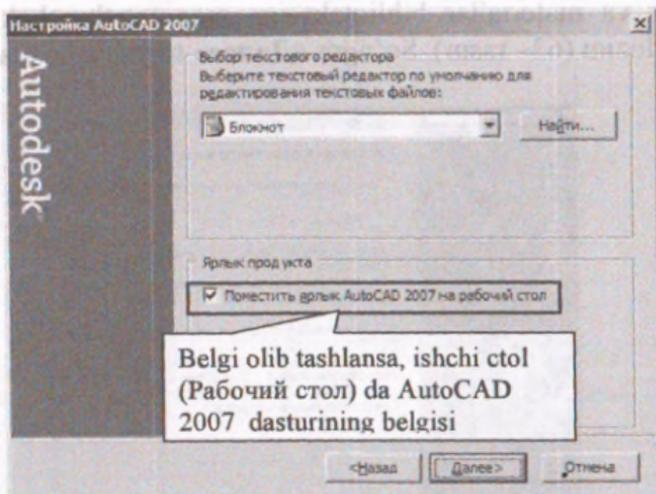 Настройка AutoCAD 2007
Autodesk
Выбор текстового редактора
Выберите текстовый редактор по умолчанию для
редактирования текстовых файлов:
Блокнот
Найти...
Ярлык продукта
Поместить ярлык AutoCAD 2007 на рабочий стол
Belgi olib tashlansa, ishchi ctol
(Рабочий стол) da AutoCAD
2007 dasturining belgisi
<Назад
Далее>
Отмена